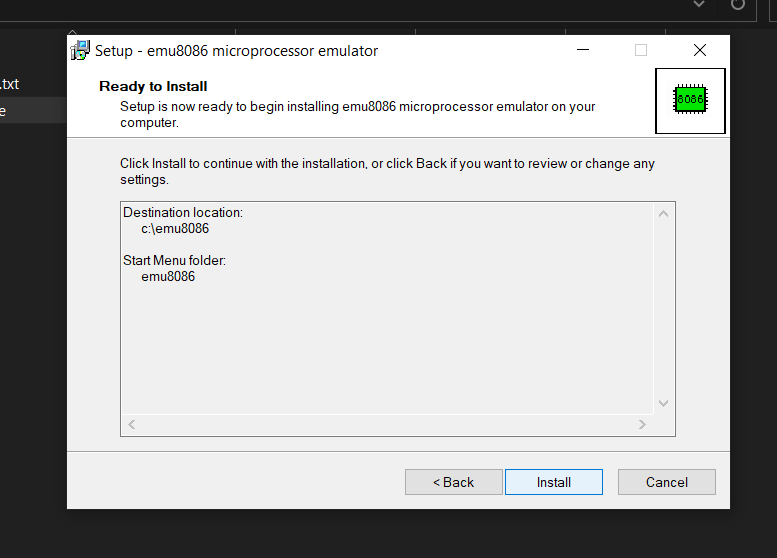 Setup - emu8086 microprocessor emulator
.txt
e
Ready to Install
Setup is now ready to begin installing emu8086 microprocessor emulator on your
computer.
8086
Click Install to continue with the installation, or click Back if you want to review or change any
settings.
Destination location:
c:\emu8086
Start Menu folder:
emu8086
< Back
Install
Cancel